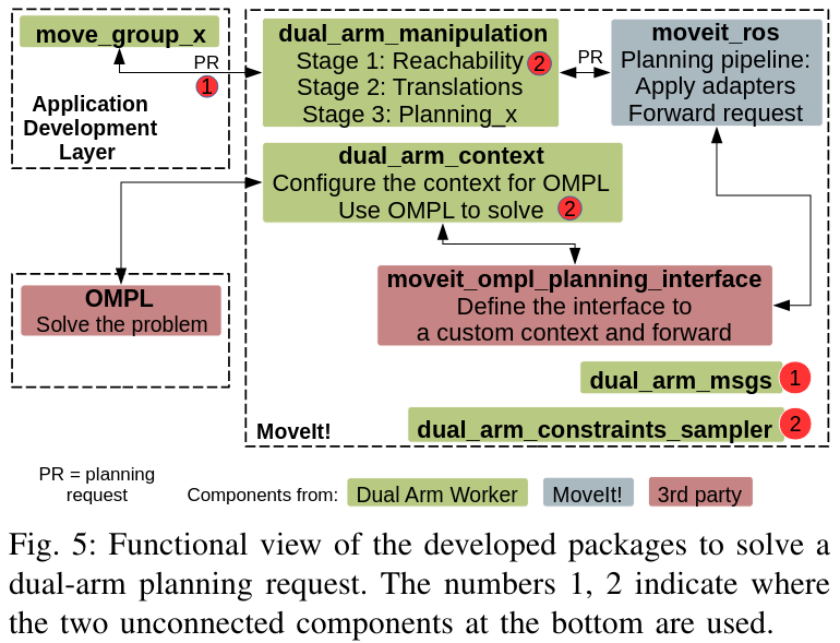 move_group_x
PR
1
Application
Development
Layer
dual_arm_manipulation
Stage 1: Reachability 2
Stage 2: Translations
Stage 3: Planning_x
PR
moveit_ros
Planning pipeline:
Apply adapters
Forward request
dual_arm_context
Configure the context for OMPL
Use OMPL to solve 2
OMPL
Solve the problem
moveit_ompl_planning_interface
Define the interface to
a custom context and forward
dual_arm_msgs 1
dual_arm_constraints_sampler 2
MoveIt!
PR = planning
request
Components from: Dual Arm Worker MoveIt! 3rd party
Fig. 5: Functional view of the developed packages to solve a
dual-arm planning request. The numbers 1, 2 indicate where
the two unconnected components at the bottom are used.